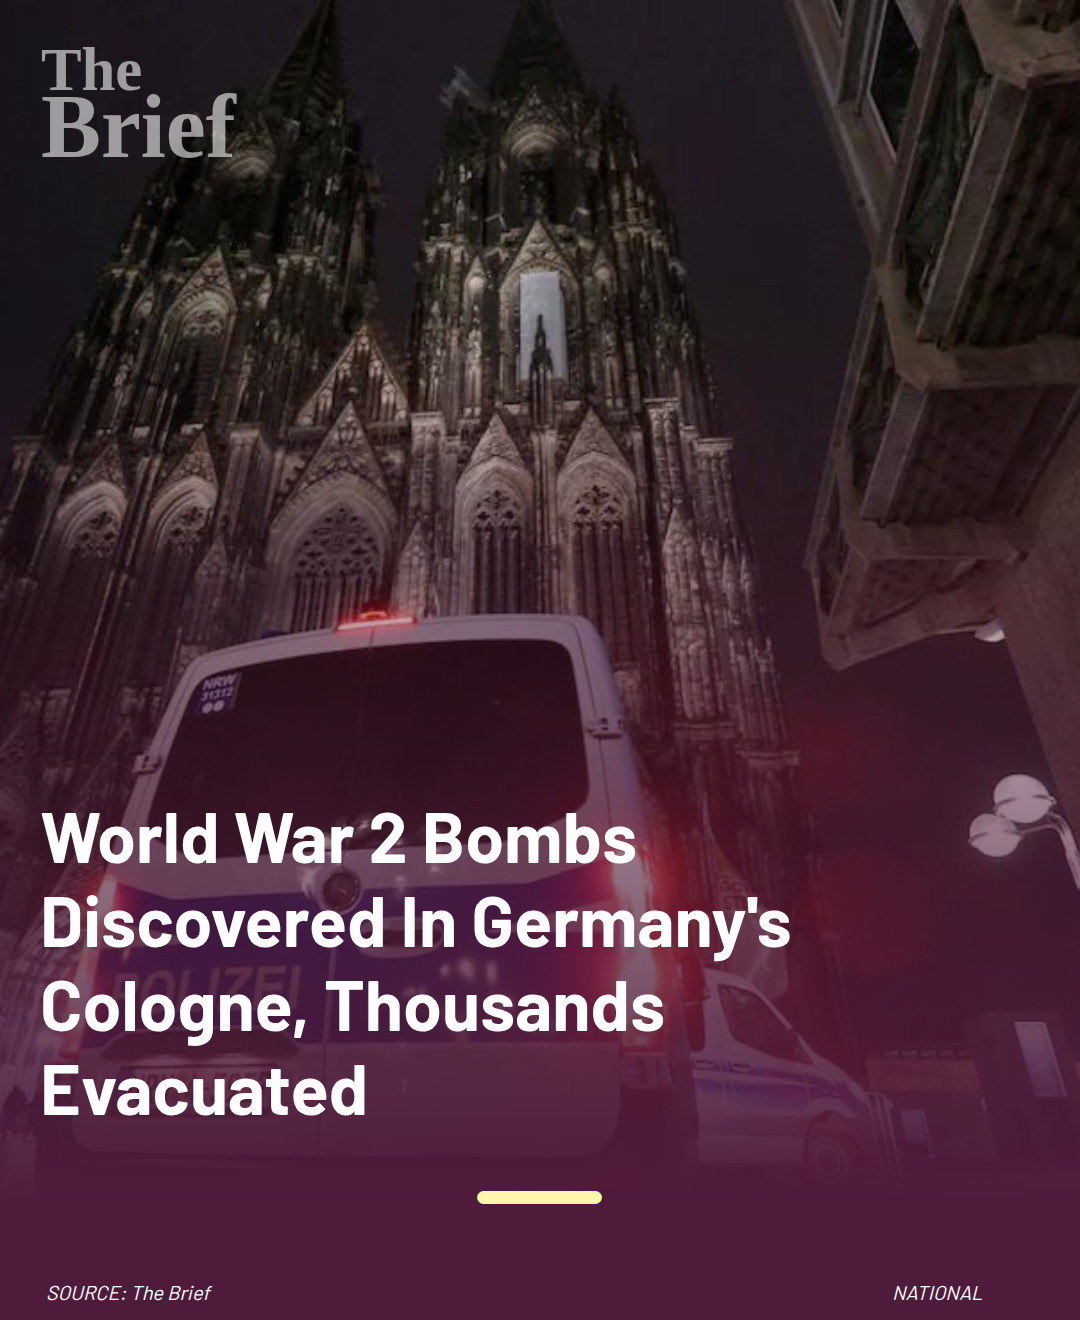 The
Brief
NRW
31312
World War 2 Bombs
Discovered In Germany's
Cologne, Thousands
Evacuated
POLIZEI
SOURCE: The Brief
NATIONAL